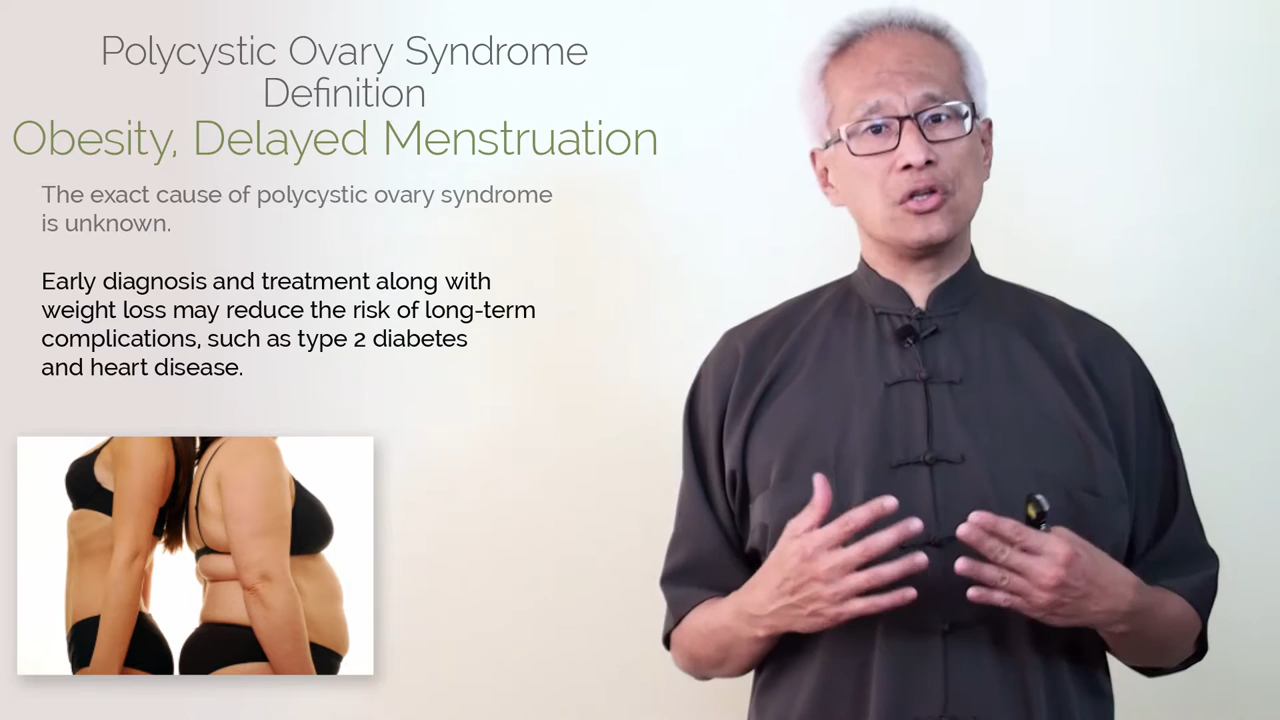 Polycystic Ovary Syndrome
Definition
Obesity, Delayed Menstruation
The exact cause of polycystic ovary syndrome
is unknown.
Early diagnosis and treatment along with
weight loss may reduce the risk of long-term
complications, such as type 2 diabetes
and heart disease.